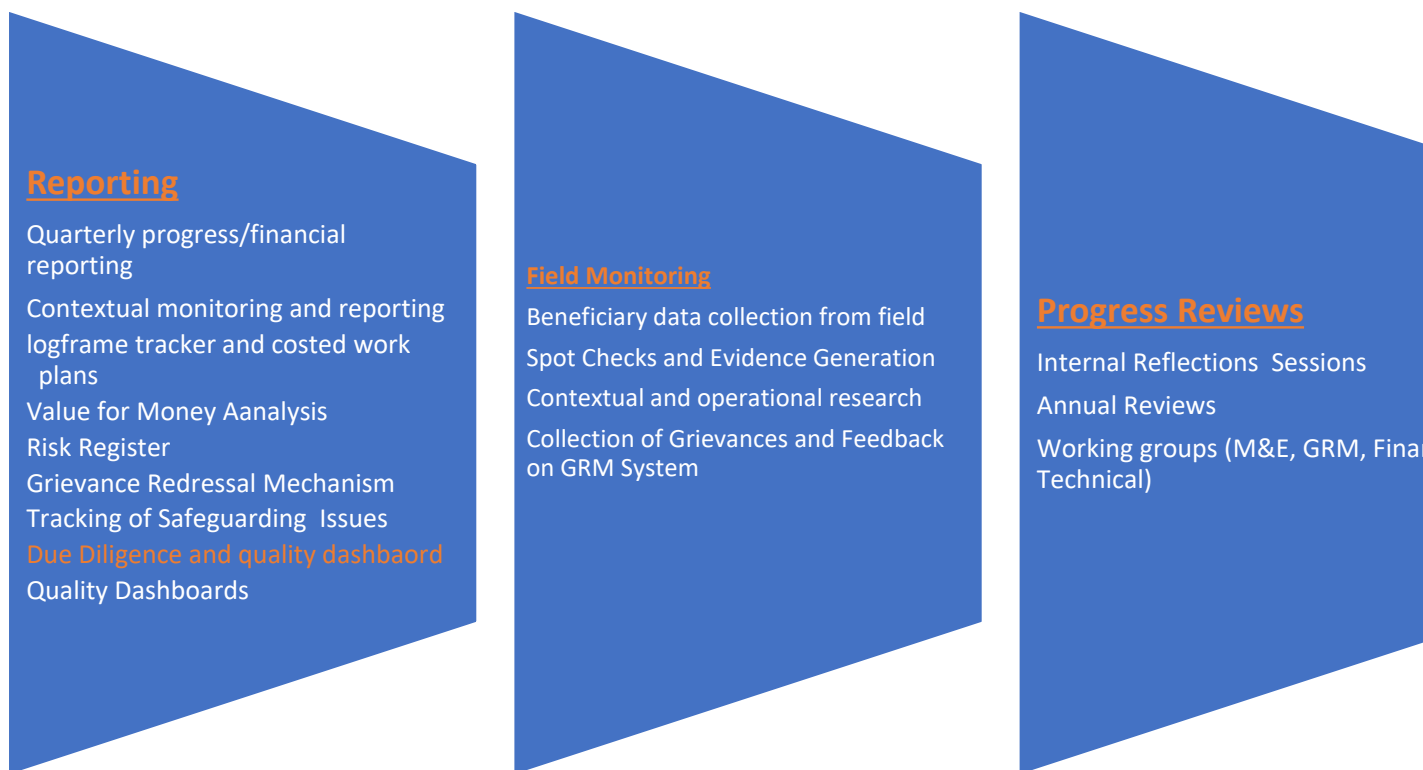 Reporting
Quarterly progress/financial
reporting
Contextual monitoring and reporting
logframe tracker and costed work
plans
Value for Money Aanalysis
Risk Register
Grievance Redressal Mechanism
Tracking of Safeguarding Issues
Due Diligence and quality dashbaord
Quality Dashboards
Field Monitoring
Beneficiary data collection from field
Spot Checks and Evidence Generation
Contextual and operational research
Collection of Grievances and Feedback
on GRM System
Progress Reviews
Internal Reflections Sessions
Annual Reviews
Working groups (M&E, GRM,
Technical)